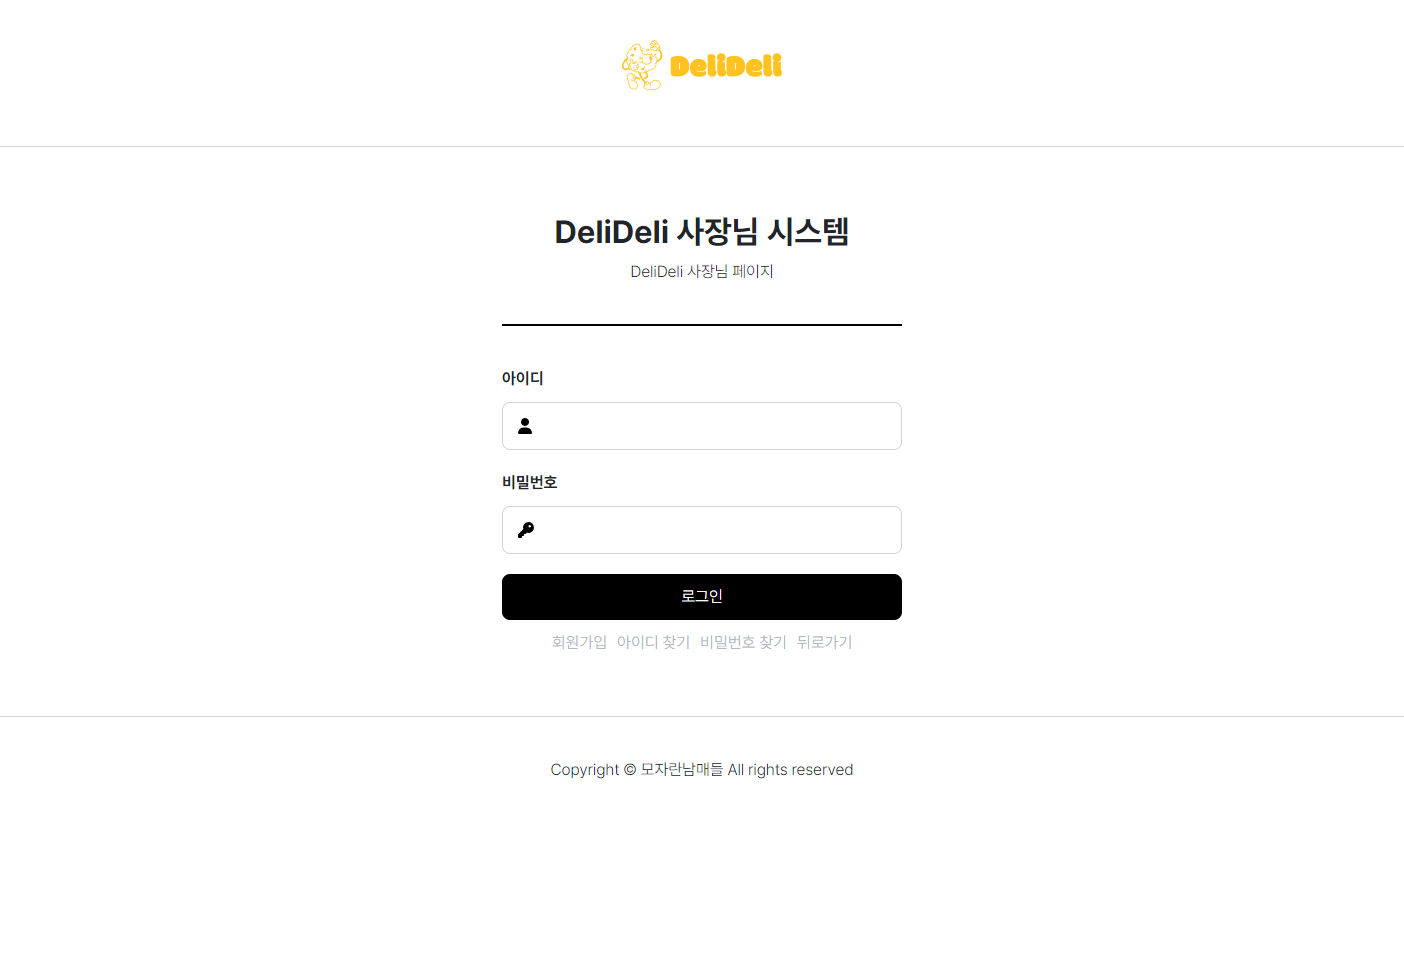 DeliDeli
DeliDeli 사장님 시스템
DeliDeli 사장님 페이지
아이디
비밀번호
로그인
회원가입 아이디 찾기 비밀번호 찾기 뒤로가기
Copyright © 모자란남매들 All rights reserved